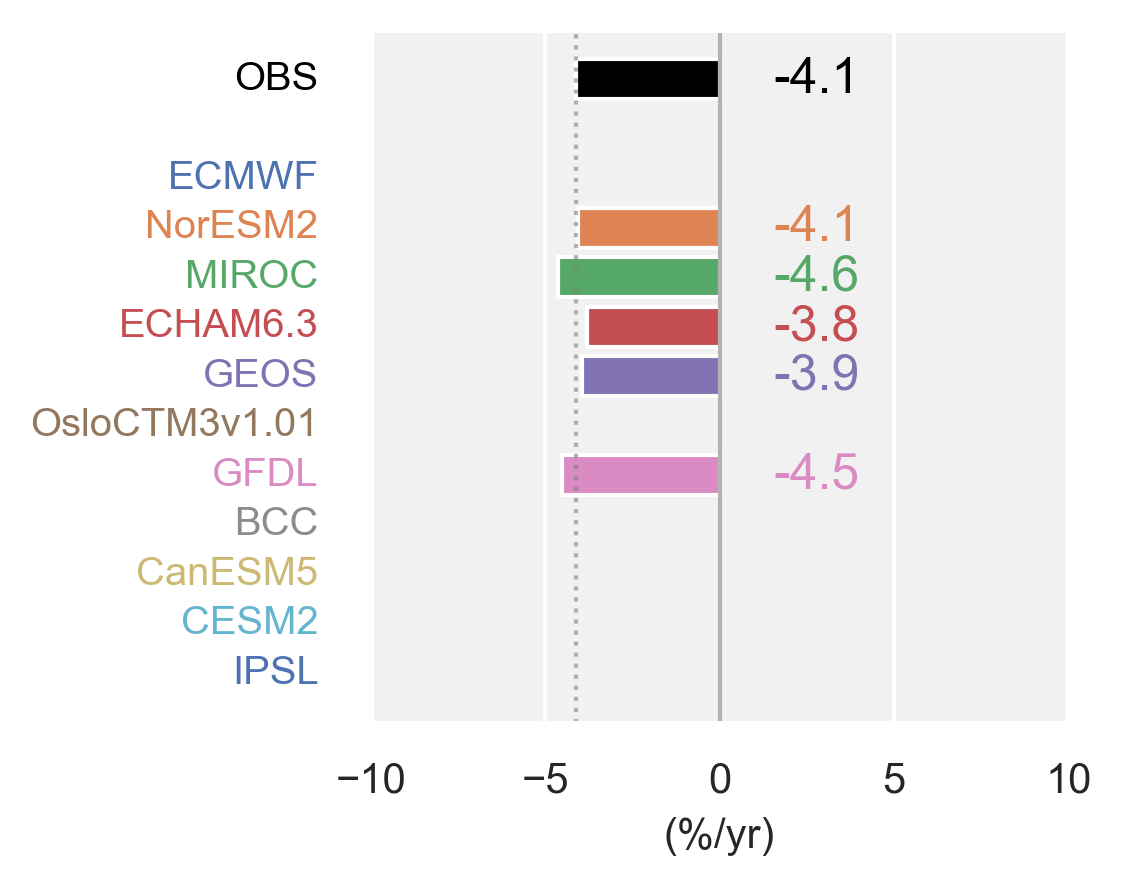 OBS -4.1
ECMWF
NorESM2 -4.1
MIROC -4.6
ECHAM6.3 -3.8
GEOS -3.9
OsloCTM3v1.01
GFDL -4.5
BCC
CanESM5
CESM2
IPSL
−10 −5 0 5 10
(%/yr)